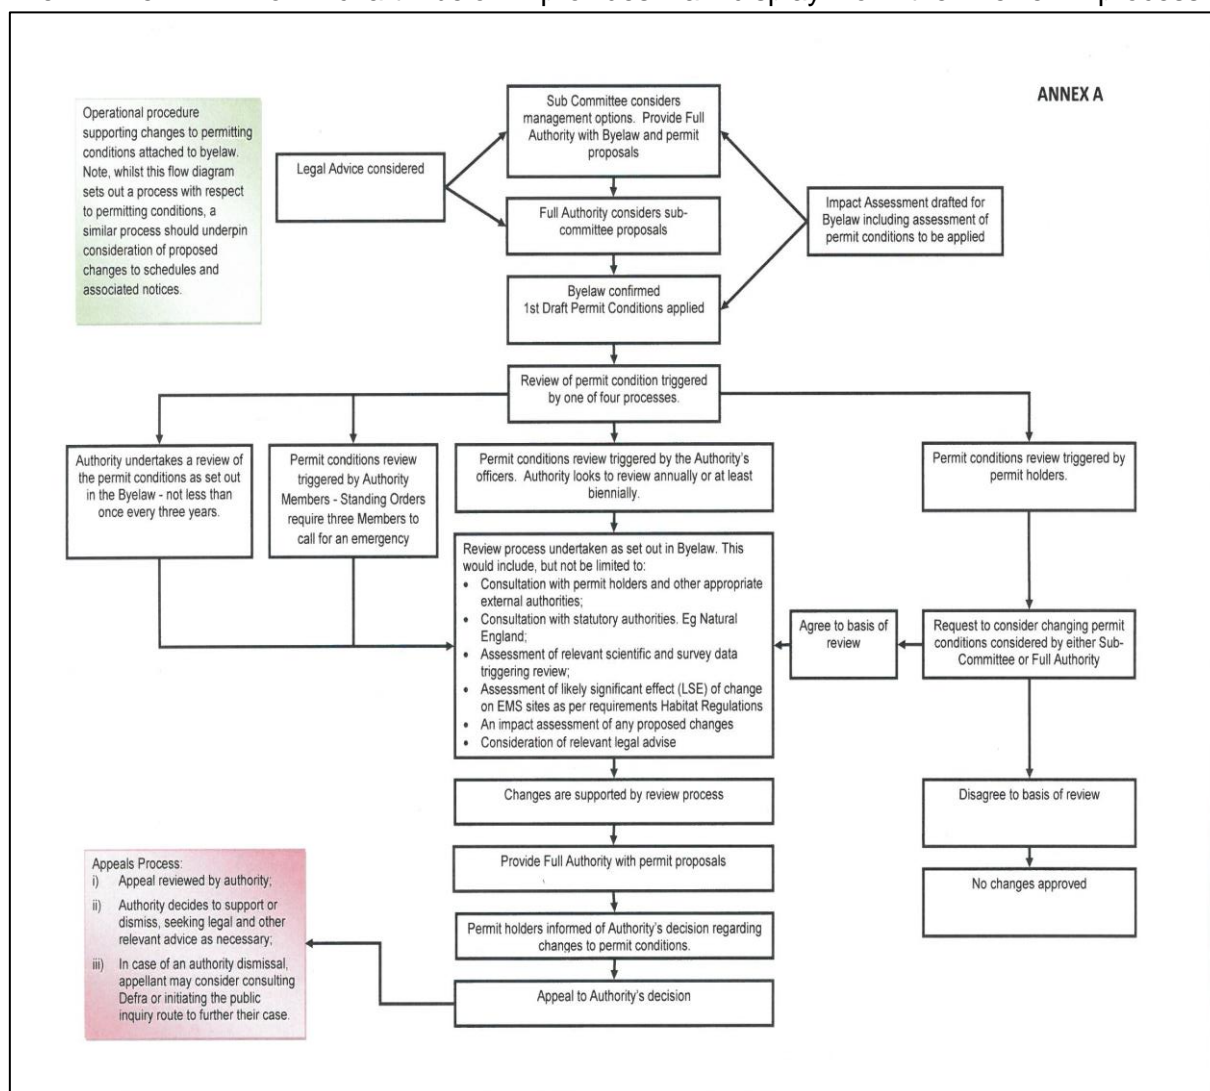 ANNEX A
Operational procedure
supporting changes to permitting
conditions attached to byelaw.
Note, whilst this flow diagram
sets out a process with respect
to permitting conditions, a
similar process should underpin
consideration of proposed
changes to schedules and
associated notices.
Legal Advice considered
Sub Committee considers
management options. Provide Full
Authority with Byelaw and permit
proposals
Full Authority considers sub-
committee proposals
Impact Assessment drafted for
Byelaw including assessment of
permit conditions to be applied
Byelaw confirmed
1st Draft Permit Conditions applied
Review of permit condition triggered
by one of four processes.
Authority undertakes a review of
the permit conditions as set out
in the Byelaw - not less than
once every three years.
Permit conditions review
triggered by Authority
Members - Standing Orders
require three Members to
call for an emergency
Permit conditions review triggered by the Authority's
officers. Authority looks to review annually or at least
biennially.
Permit conditions review triggered by
permit holders.
Review process undertaken as set out in Byelaw. This
would include, but not be limited to:
• Consultation with permit holders and other appropriate
external authorities;
• Consultation with statutory authorities. Eg Natural
England;
• Assessment of relevant scientific and survey data
triggering review;
• Assessment of likely significant effect (LSE) of change
on EMS sites as per requirements Habitat Regulations
• An impact assessment of any proposed changes
• Consideration of relevant legal advise
Agree to basis of
review
Request to consider changing permit
conditions considered by either Sub-
Committee or Full Authority
Changes are supported by review process
Disagree to basis of review
Provide Full Authority with permit proposals
No changes approved
Permit holders informed of Authority's decision regarding
changes to permit conditions.
Appeal to Authority's decision
Appeals Process:
i) Appeal reviewed by authority;
ii) Authority decides to support or
dismiss, seeking legal and other
relevant advice as necessary;
iii) In case of an authority dismissal,
appellant may consider consulting
Defra or initiating the public
inquiry route to further their case.